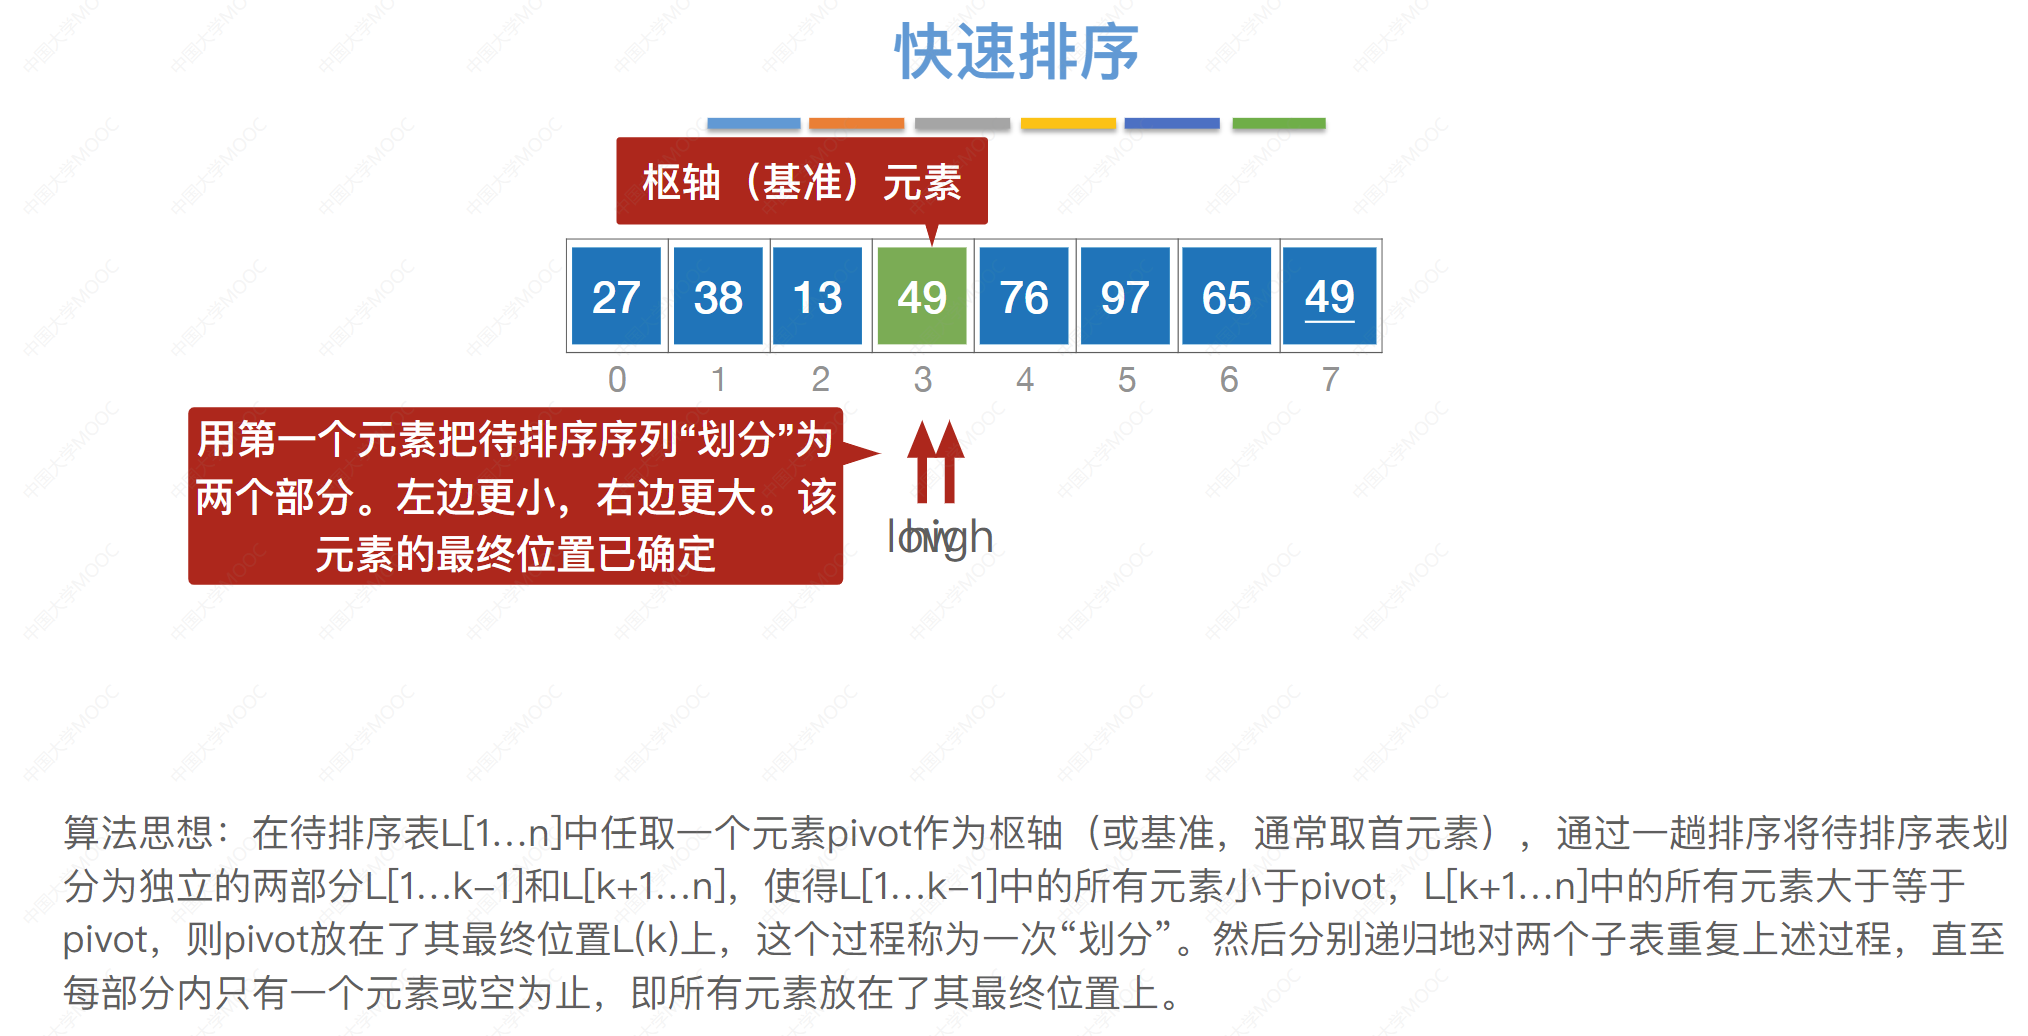 快速排序
枢轴（基准）元素
27 38 13 49 76 97 65 49
0 1 2 3 4 5 6 7
用第一个元素把待排序序列“划分”为
两个部分。左边更小，右边更大。该
元素的最终位置已确定
low high
算法思想：在待排序表L[1…n]中任取一个元素pivot作为枢轴（或基准，通常取首元素），通过一趟排序将待排序表划
分为独立的两部分L[1…k-1]和L[k+1…n]，使得L[1…k-1]中的所有元素小于pivot，L[k+1…n]中的所有元素大于等于
pivot，则pivot放在了其最终位置L(k)上，这个过程称为一次“划分”。然后分别递归地对两个子表重复上述过程，直至
每部分内只有一个元素或空为止，即所有元素放在了其最终位置上。
中国大学MOOC